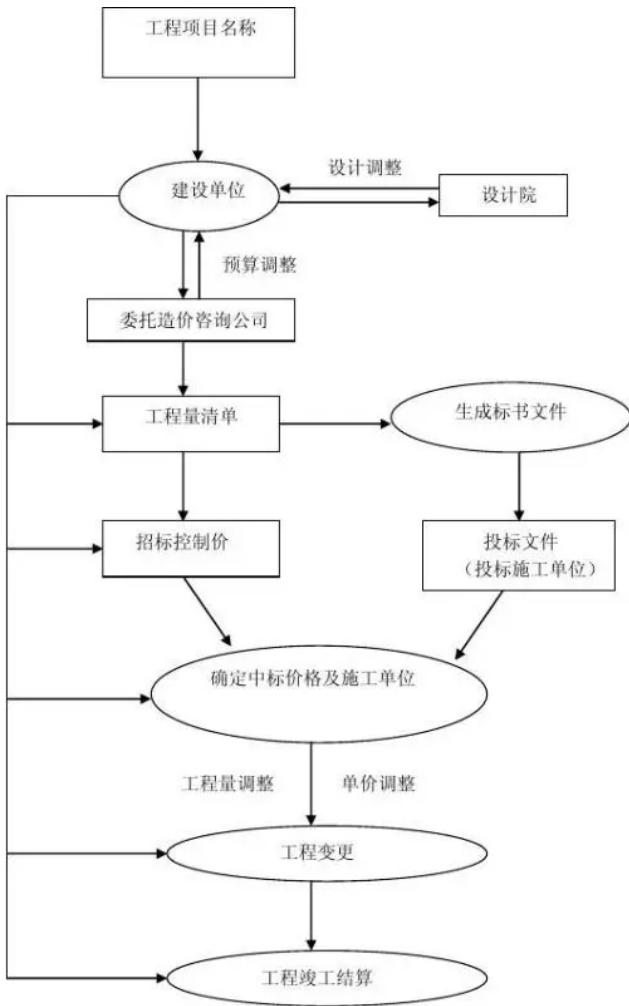 工程项目名称
设计调整
建设单位
设计院
预算调整
委托造价咨询公司
工程量清单
生成标书文件
招标控制价
投标文件
（投标施工单位）
确定中标价格及施工单位
工程量调整
单价调整
工程变更
工程竣工结算